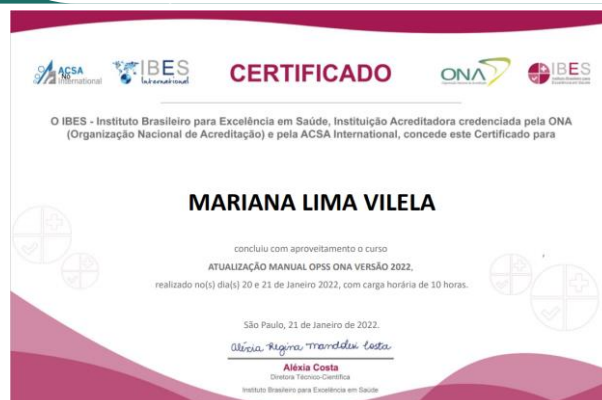 ACSA
International
IBES
International
CERTIFICADO
ONA
IBES
O IBES - Instituto Brasileiro para Excelência em Saúde, Instituição Acreditadora credenciada pela ONA
(Organização Nacional de Acreditação) e pela ACSA International, concede este Certificado para
MARIANA LIMA VILELA
concluiu com aproveitamento o curso
ATUALIZAÇÃO MANUAL OPSS ONA VERSÃO 2022,
realizado no(s) dia(s) 20 e 21 de Janeiro 2022, com carga horária de 10 horas.
São Paulo, 21 de Janeiro de 2022.
Aléxia Regina Mandolesi Costa
Aléxia Costa
Diretora Técnico-Científica
Instituto Brasileiro para Excelência em Saúde